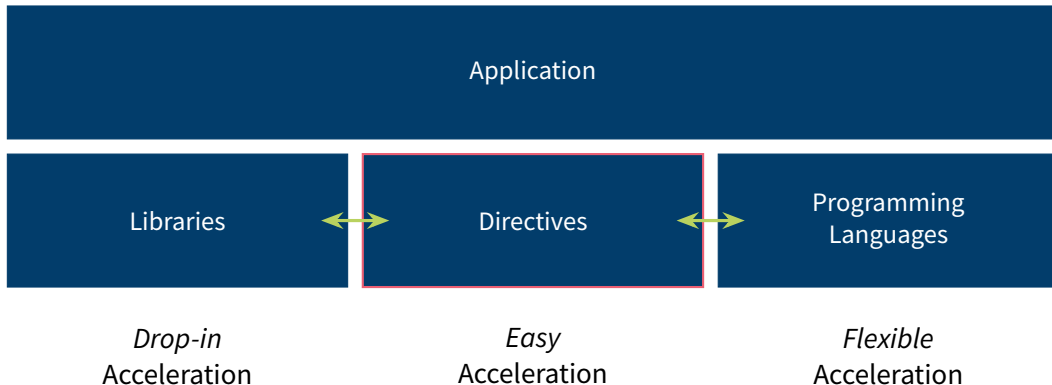 Application
Libraries
Directives
Programming
Languages
Drop-in
Acceleration
Easy
Acceleration
Flexible
Acceleration